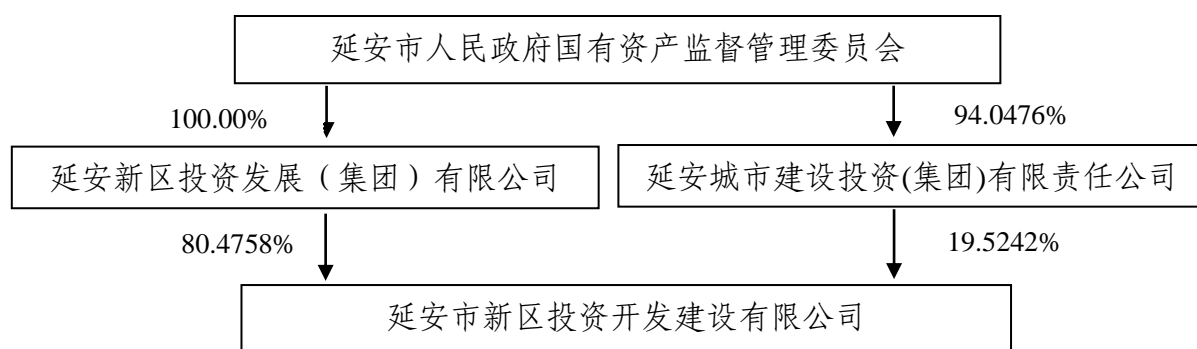 延安市人民政府国有资产监督管理委员会
100.00%
94.0476%
延安新区投资发展（集团）有限公司
延安城市建设投资(集团)有限责任公司
80.4758%
19.5242%
延安市新区投资开发建设有限公司